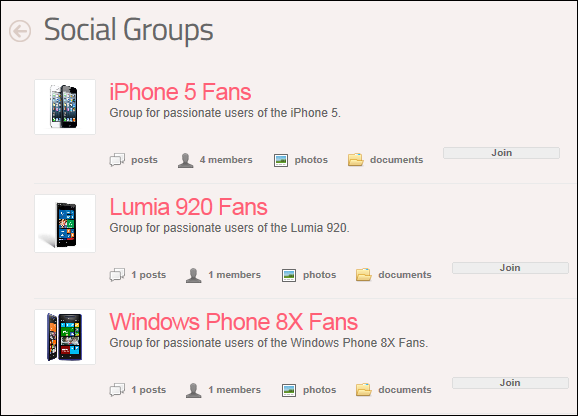 Social Groups
iPhone 5 Fans
Group for passionate users of the iPhone 5.
posts 4 members photos documents Join
Lumia 920 Fans
Group for passionate users of the Lumia 920.
1 posts 1 members photos documents Join
Windows Phone 8X Fans
Group for passionate users of the Windows Phone 8X Fans.
1 posts 1 members photos documents Join